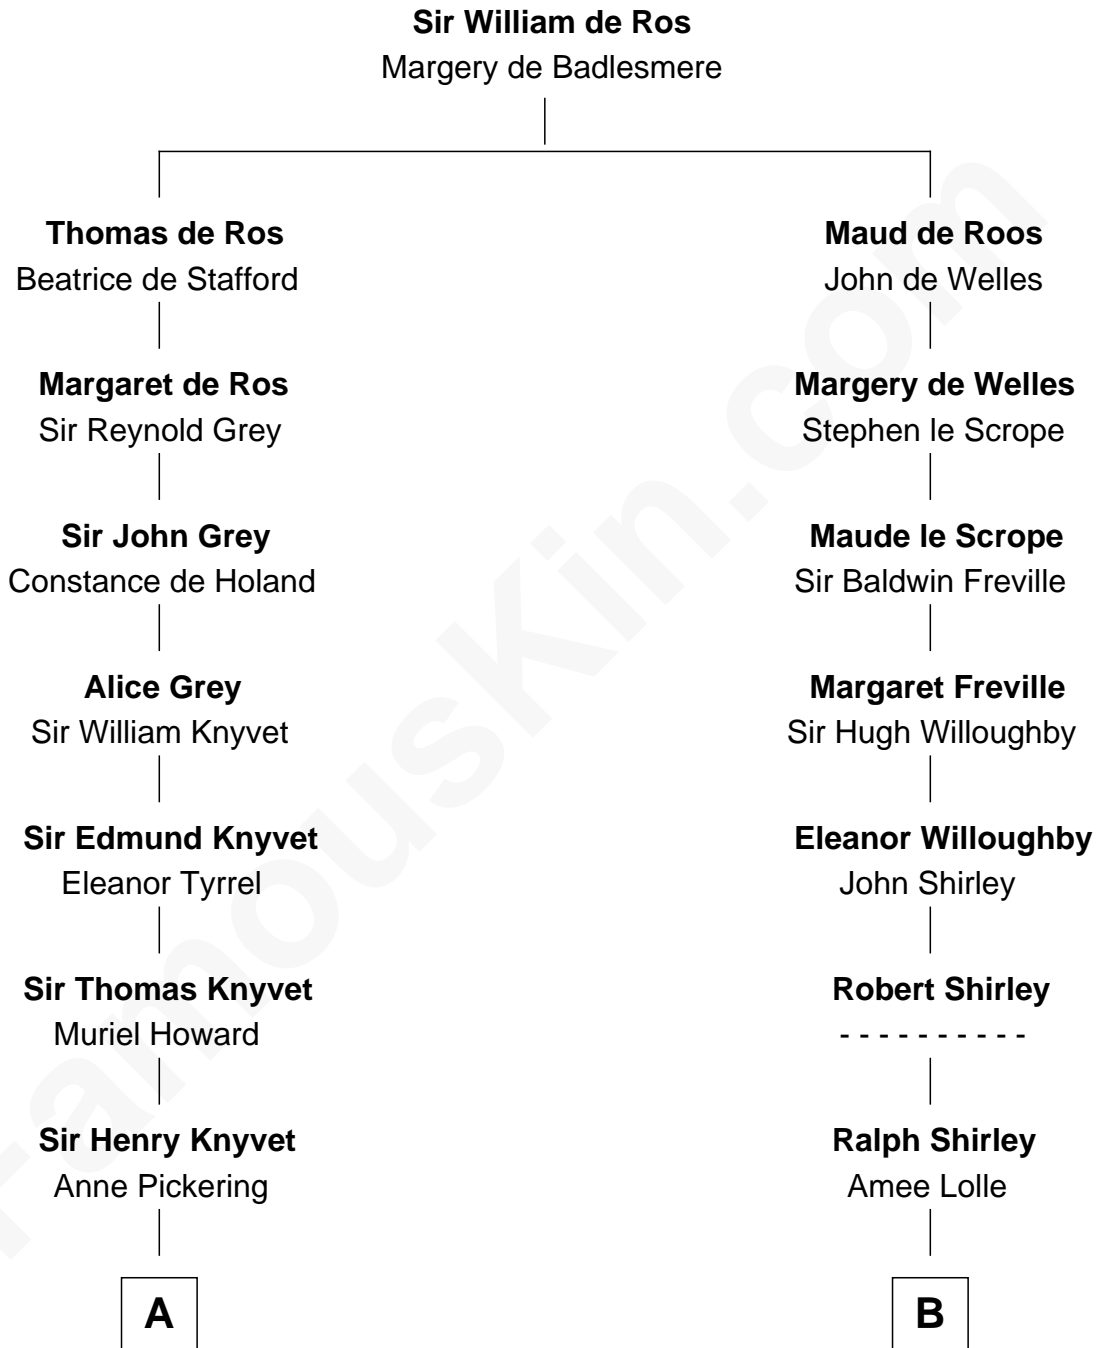 Sir William de Ros
Margery de Badlesmere
Thomas de Ros
Beatrice de Stafford
Margaret de Ros
Sir Reynold Grey
Sir John Grey
Constance de Holand
Alice Grey
Sir William Knyvet
Sir Edmund Knyvet
Eleanor Tyrrel
Sir Thomas Knyvet
Muriel Howard
Sir Henry Knyvet
Anne Pickering
A
Maud de Roos
John de Welles
Margery de Welles
Stephen le Scrope
Maude le Scrope
Sir Baldwin Freville
Margaret Freville
Sir Hugh Willoughby
Eleanor Willoughby
John Shirley
Robert Shirley
- - - - - - - - - -
Ralph Shirley
Amee Lolle
B
FamousKin.com